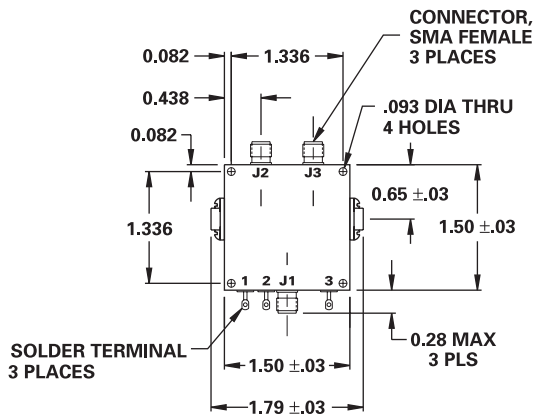 CONNECTOR,
SMA FEMALE
3 PLACES
0.082
1.336
0.438
.093 DIA THRU
4 HOLES
0.082
J2
J3
0.65 ±.03
1.336
1.50 ±.03
1
2
J1
3
SOLDER TERMINAL
3 PLACES
0.28 MAX
3 PLS
1.50 ±.03
1.79 ±.03